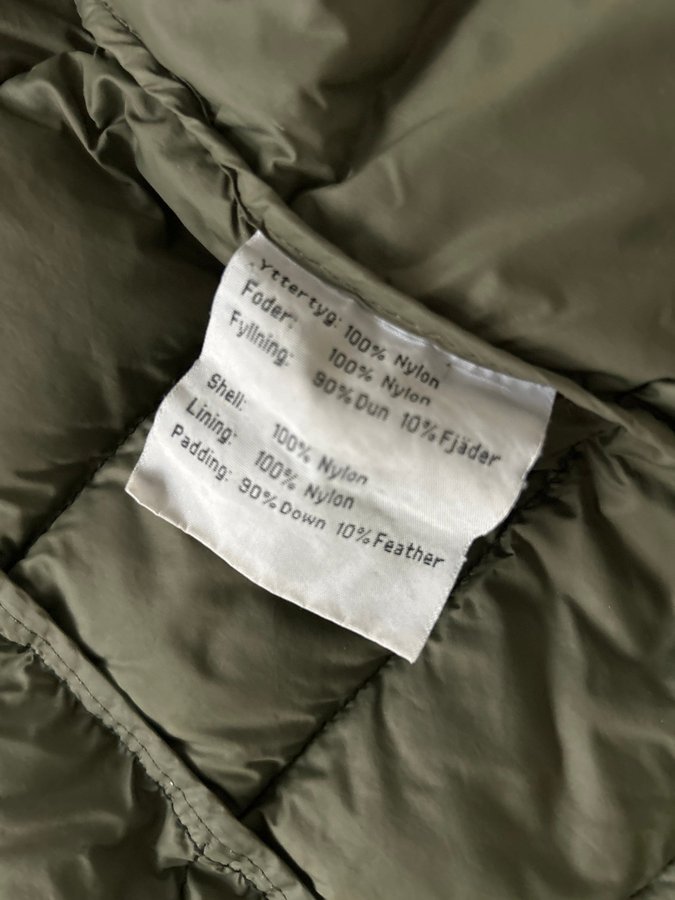 Yttertyg: 100% Nylon
Foder: 100% Nylon
Fyllning: 90% Dun 10% Fjäder
Shell: 100% Nylon
Lining: 100% Nylon
Padding: 90% Down 10% Feather